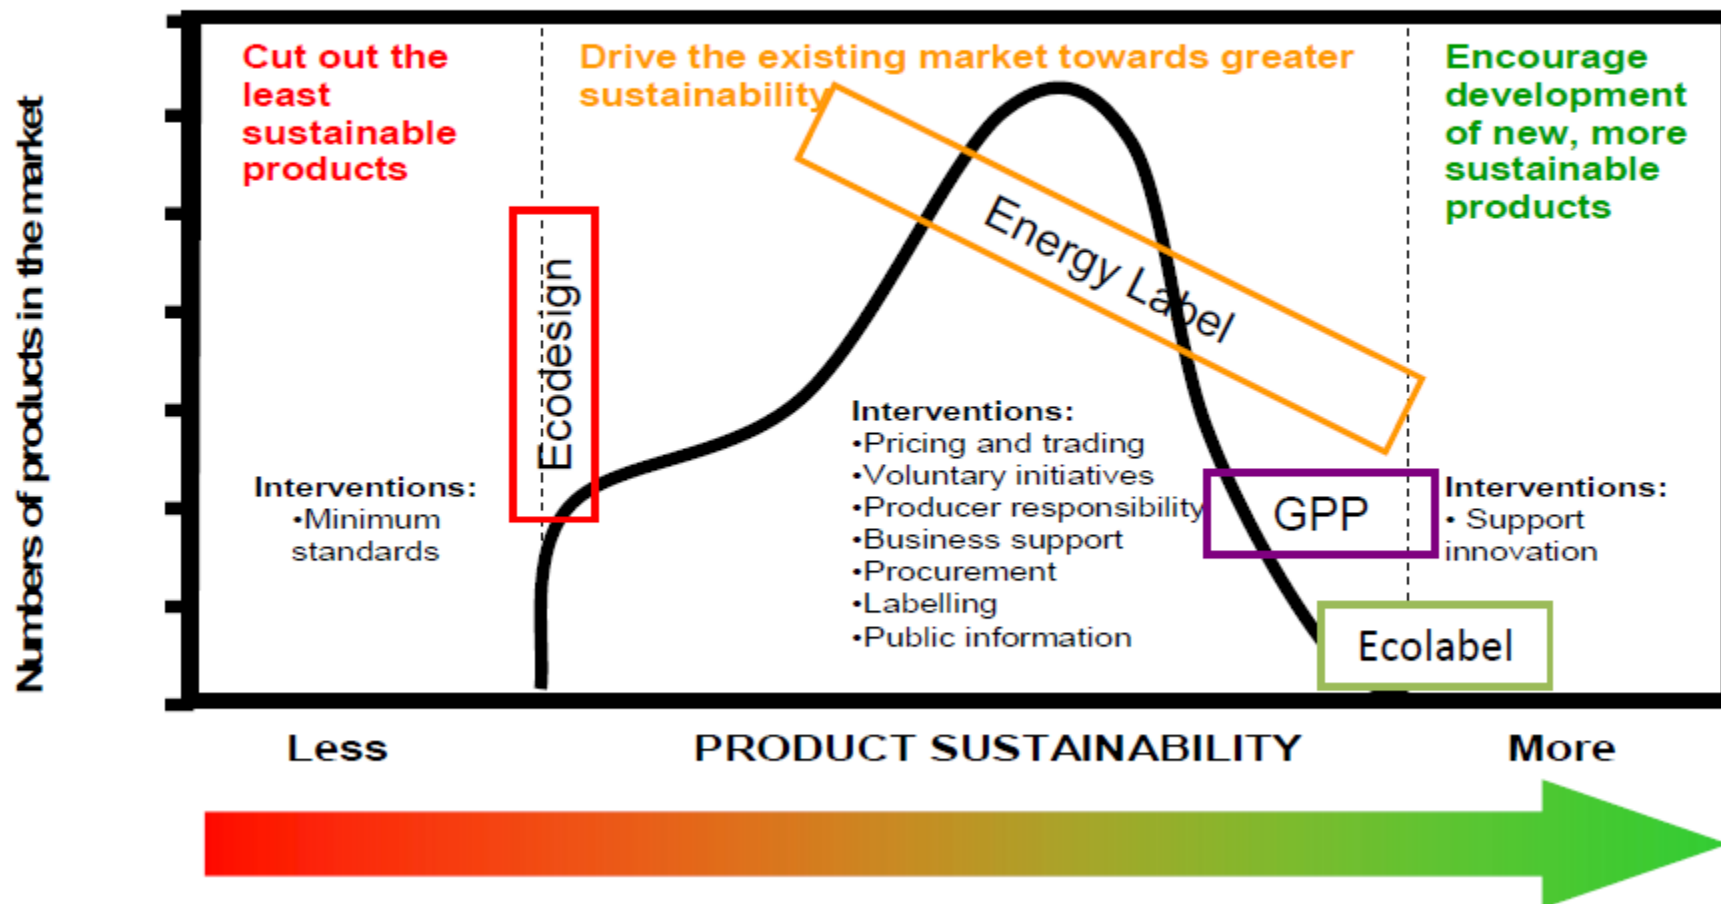 Numbers of products in the market
Cut out the
least
sustainable
products
Drive the existing market towards greater
sustainability
Encourage
development
of new, more
sustainable
products
Ecodesign
Energy Label
Interventions:
•Minimum
standards
Interventions:
•Pricing and trading
•Voluntary initiatives
•Producer responsibility
•Business support
•Procurement
•Labelling
•Public information
GPP
Interventions:
• Support
innovation
Ecolabel
Less
PRODUCT SUSTAINABILITY
More